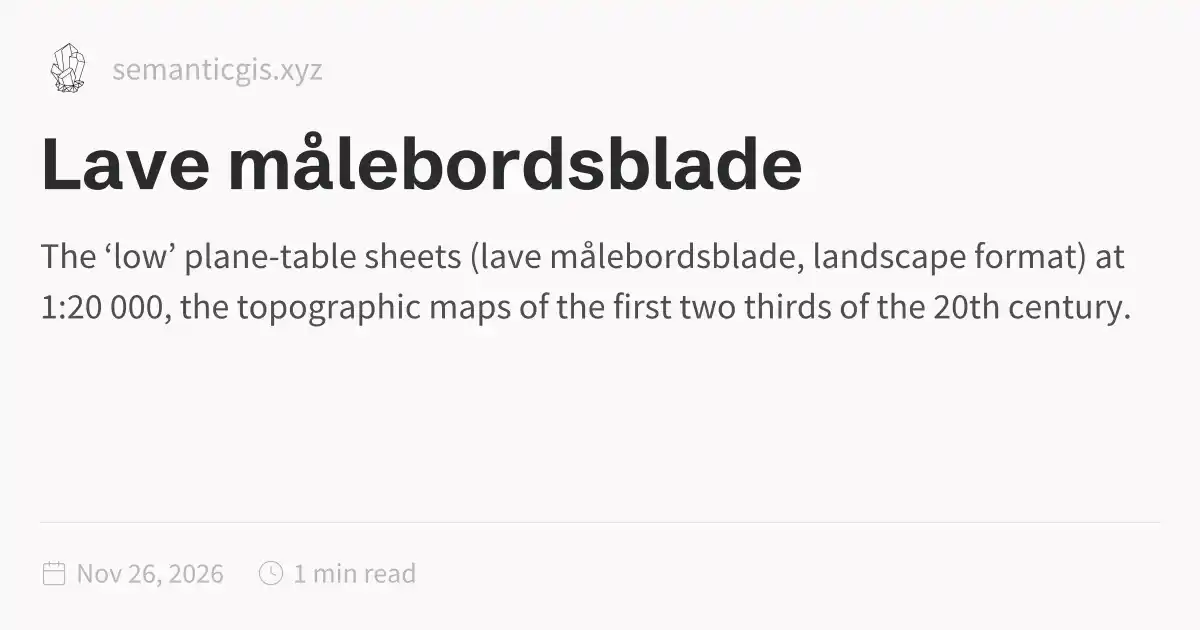 semanticgis.xyz
Lave målebordsblade
The ‘low’ plane-table sheets (lave målebordsblade, landscape format) at
1:20 000, the topographic maps of the first two thirds of the 20th century.
Nov 26, 2026 1 min read